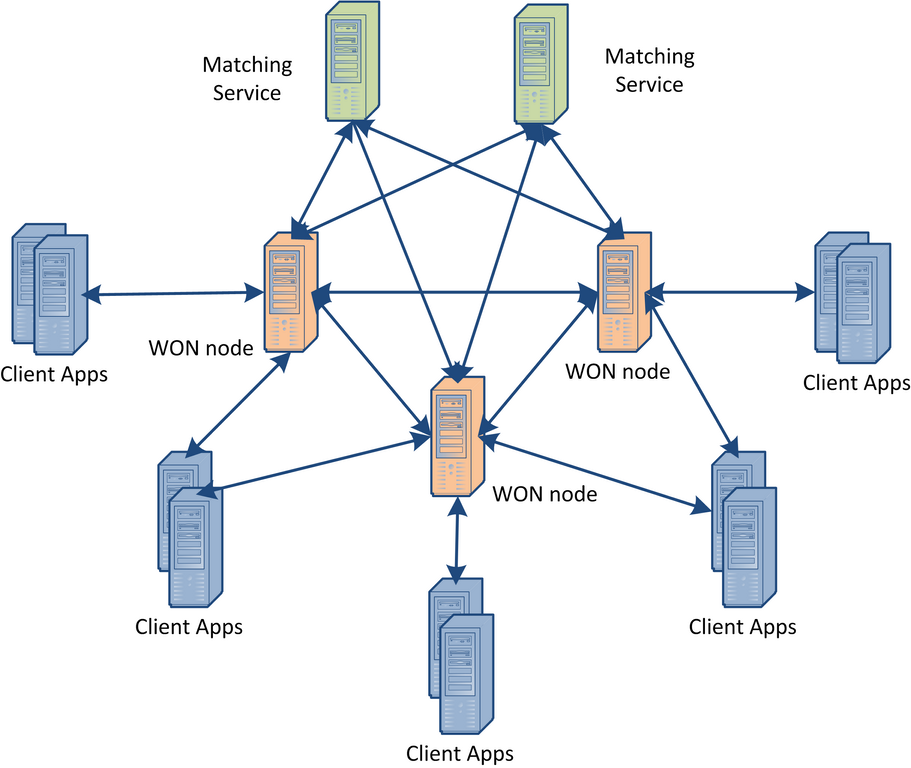 Matching
Service
Matching
Service
WON node
WON node
Client Apps
Client Apps
WON node
Client Apps
Client Apps
Client Apps